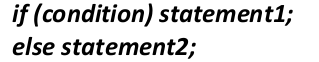 if (condition) statement1;
else statement2;